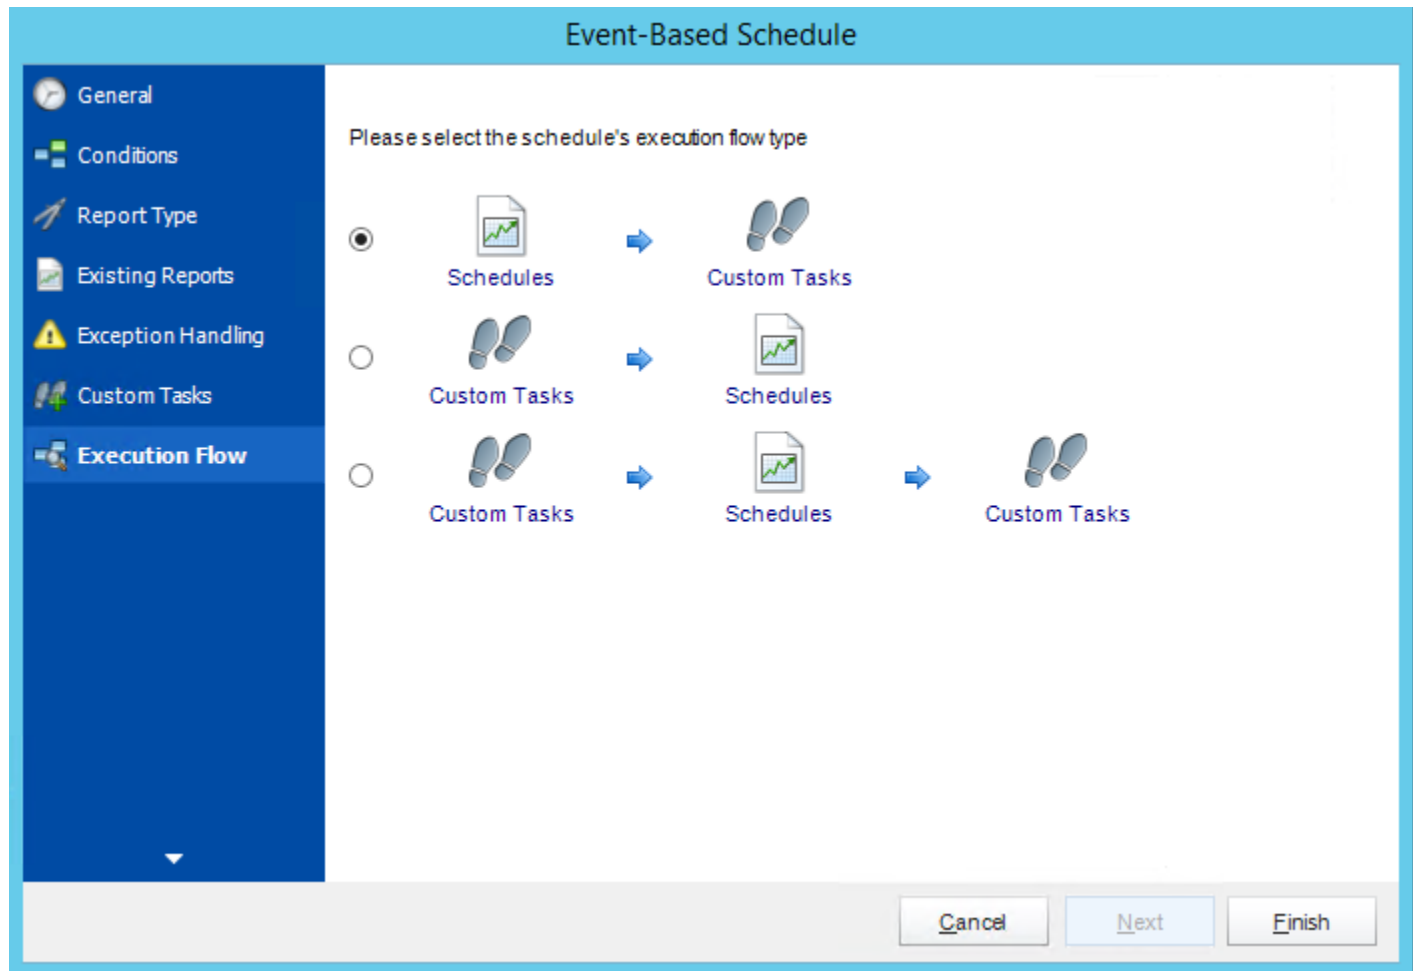 Event-Based Schedule
General
Conditions
Report Type
Existing Reports
Exception Handling
Custom Tasks
Execution Flow
Please select the schedule's execution flow type
Schedules Custom Tasks
Custom Tasks Schedules
Custom Tasks Schedules Custom Tasks
Cancel Next Finish